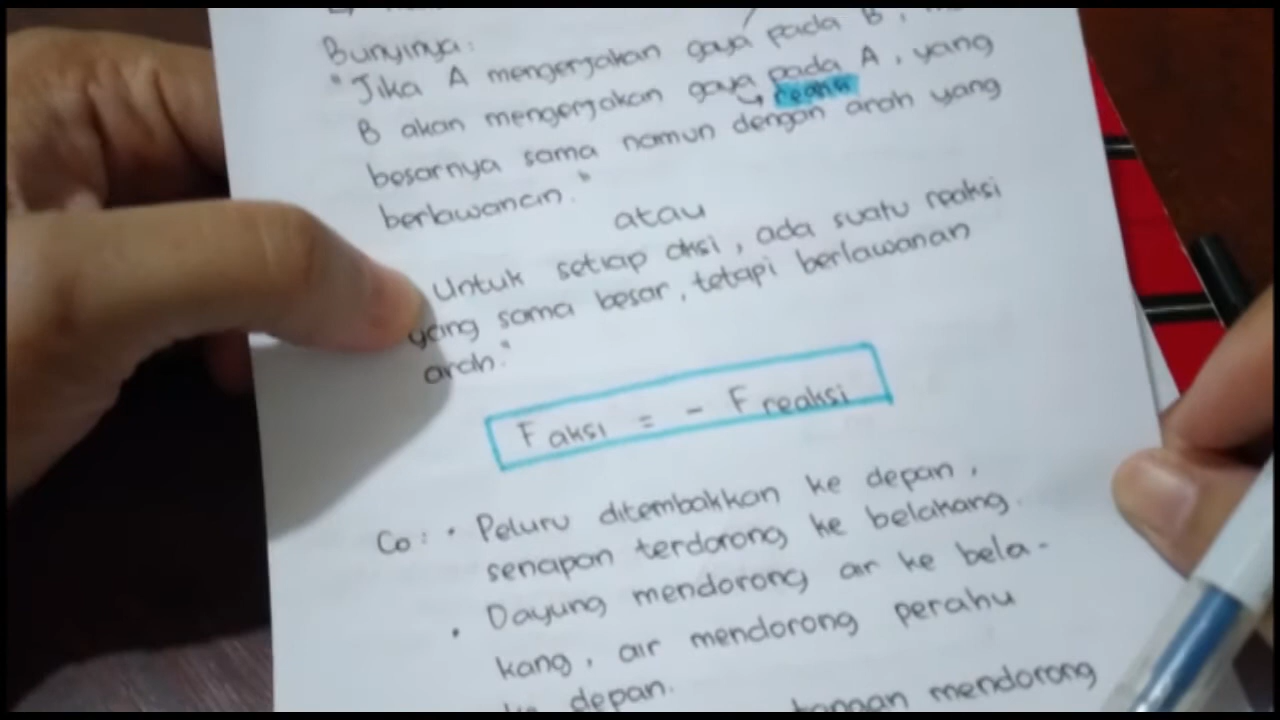 Bunyinya:
"Jika A mengerjakan gaya pada B,
B akan mengerjakan gaya pada A, yang
↳ reaksi
besarnya sama namun dengan arah yang
berlawanan."
atau
Untuk setiap aksi, ada suatu reaksi
yang sama besar, tetapi berlawanan
arah."
F aksi = - F reaksi
Co: • Peluru ditembakkan ke depan,
senapan terdorong ke belakang.
• Dayung mendorong air ke bela-
kang, air mendorong perahu
ke depan.
tangan mendorong